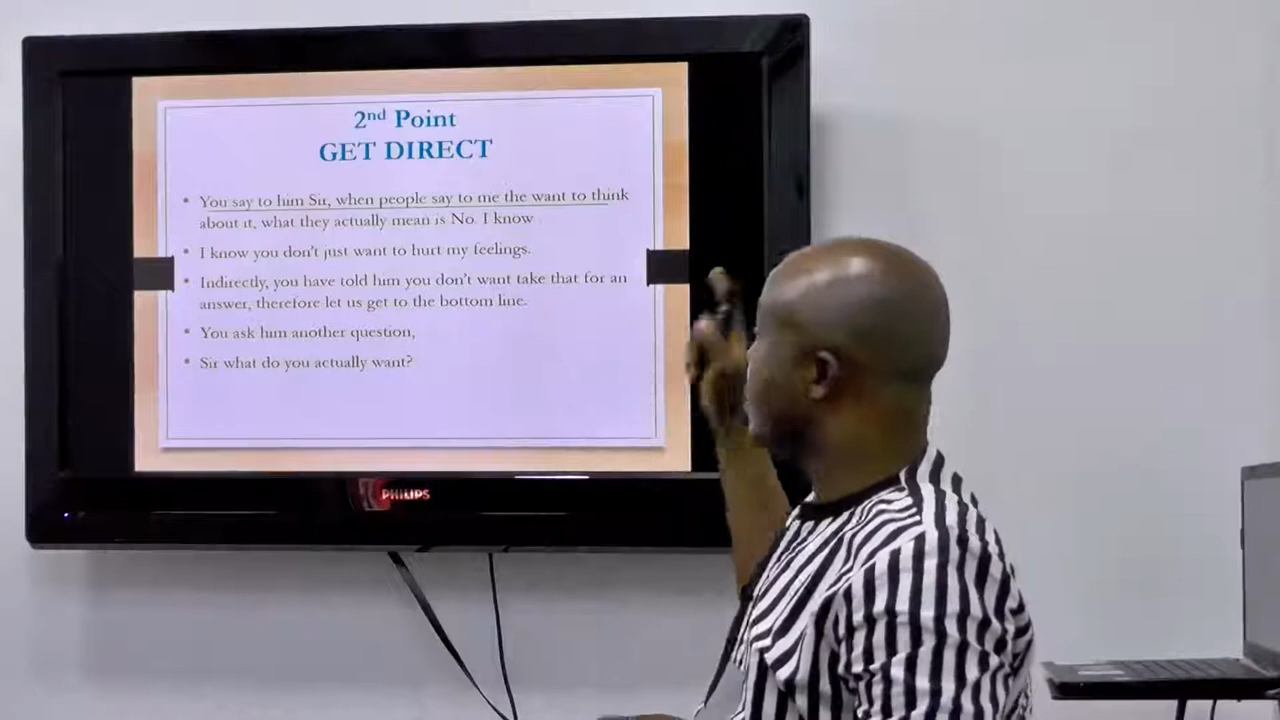 2nd Point
GET DIRECT
• You say to him Sir, when people say to me the want to think
about it, what they actually mean is No. I know
• I know you don't just want to hurt my feelings.
• Indirectly, you have told him you don't want take that for an
answer, therefore let us get to the bottom line.
• You ask him another question,
• Sir what do you actually want?
PHILIPS